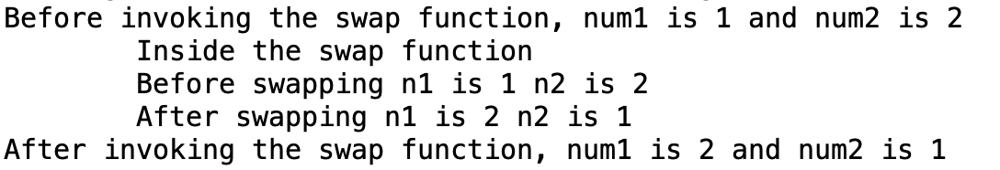 Before invoking the swap function, num1 is 1 and num2 is 2
Inside the swap function
Before swapping n1 is 1 n2 is 2
After swapping n1 is 2 n2 is 1
After invoking the swap function, num1 is 2 and num2 is 1